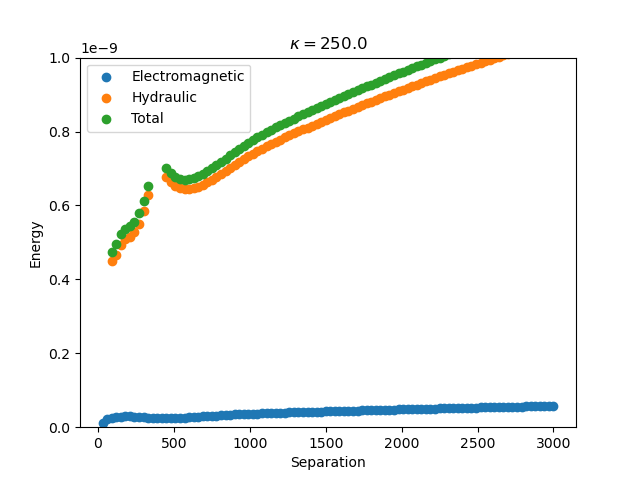 κ = 250.0
1e−9
Electromagnetic
Hydraulic
Total
1.0
0.8
0.6
0.4
0.2
0.0
Energy
0 500 1000 1500 2000 2500 3000
Separation